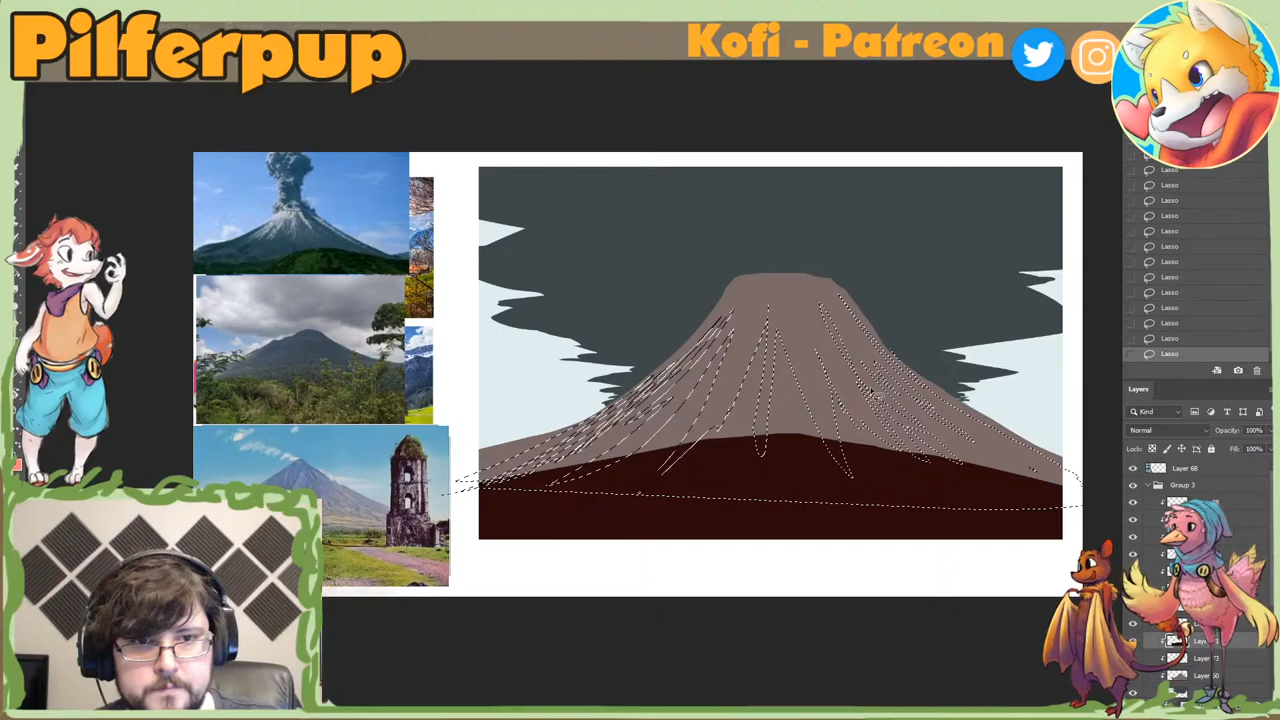 Pilferpup
Kofi - Patreon
Lasso
Lasso
Lasso
Lasso
Lasso
Lasso
Lasso
Lasso
Lasso
Lasso
Lasso
Lasso
Lasso
Layers
Kind
Normal
Opacity: 100%
Lock:
Fill: 100%
Layer 68
Group 3